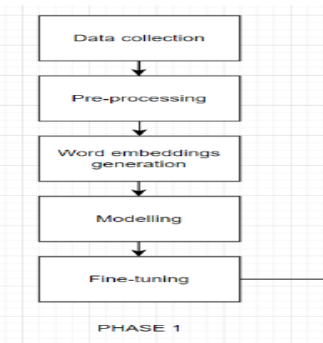 Data collection
Pre-processing
Word embeddings
generation
Modelling
Fine-tuning
PHASE 1